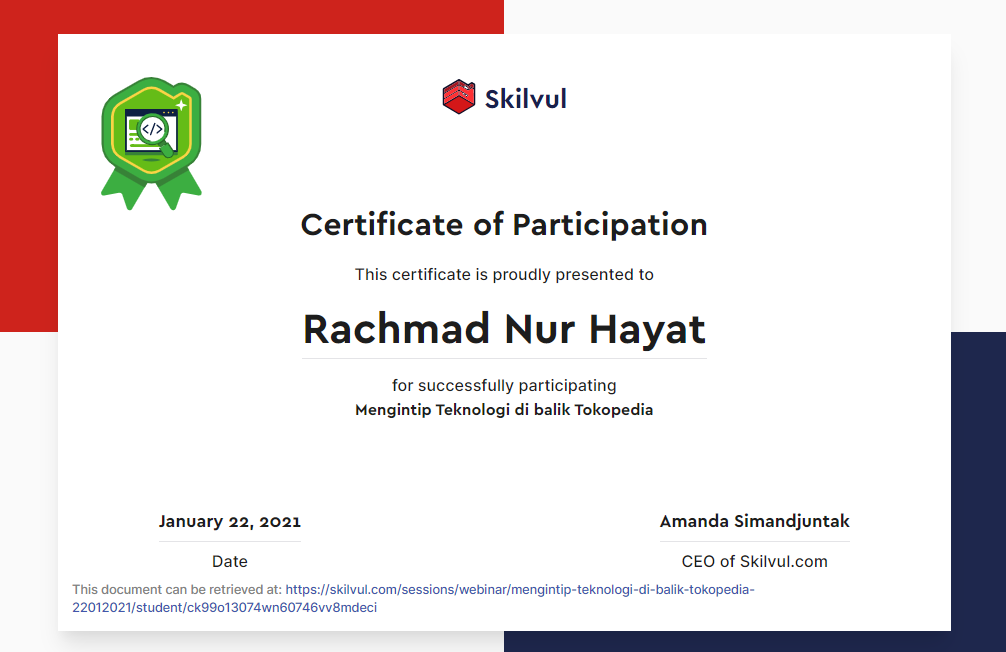 Skilvul
</>
Certificate of Participation
This certificate is proudly presented to
Rachmad Nur Hayat
for successfully participating
Mengintip Teknologi di balik Tokopedia
January 22, 2021
Date
Amanda Simandjuntak
CEO of Skilvul.com
This document can be retrieved at: https://skilvul.com/sessions/webinar/mengintip-teknologi-di-balik-tokopedia-
22012021/student/ck99o13074wn60746vv8mdeci